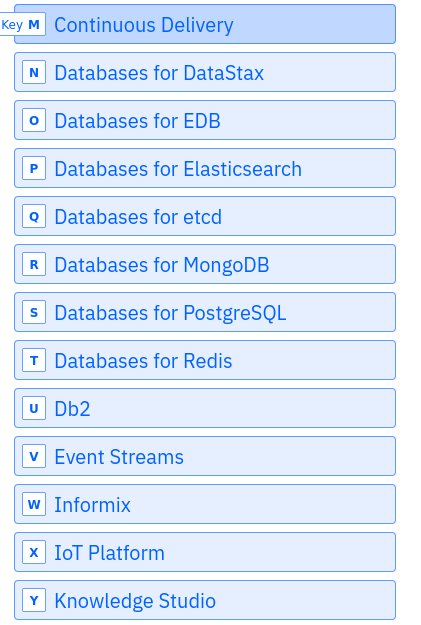 Key M Continuous Delivery
N Databases for DataStax
O Databases for EDB
P Databases for Elasticsearch
Q Databases for etcd
R Databases for MongoDB
S Databases for PostgreSQL
T Databases for Redis
U Db2
V Event Streams
W Informix
X IoT Platform
Y Knowledge Studio